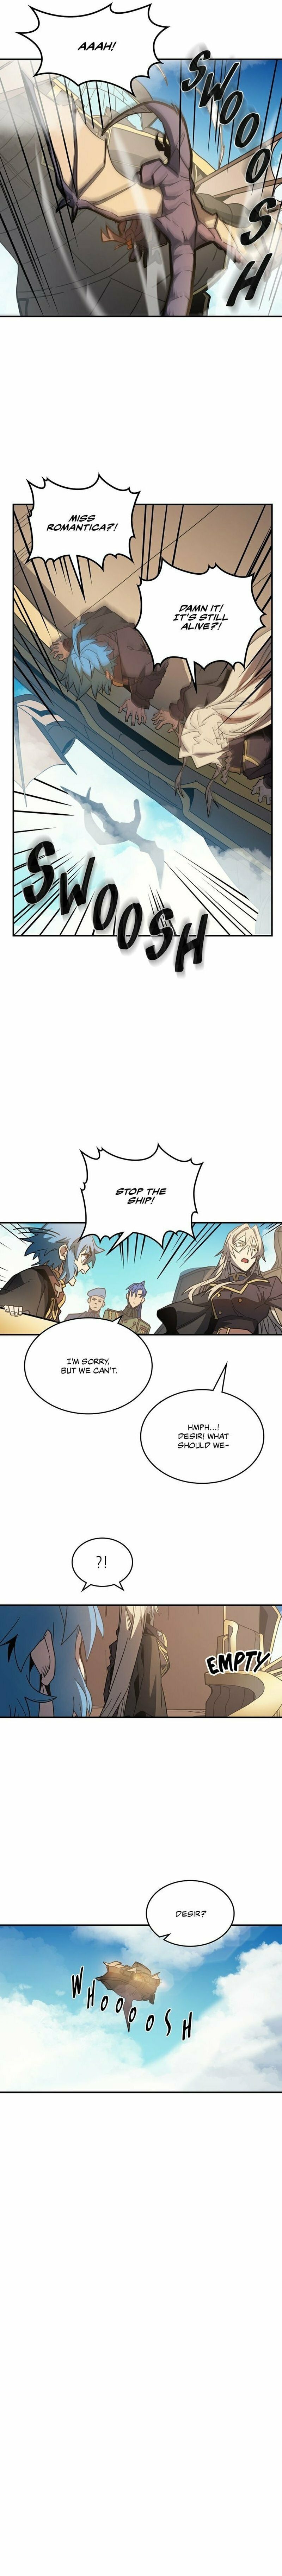 AAAH!
SWOOOSH
MISS
ROMANTICA?!
DAMN IT!
IT'S STILL
ALIVE?!
SWOOSH
STOP THE
SHIP!
I'M SORRY,
BUT WE CAN'T.
HMPH...!
DESIR! WHAT
SHOULD WE-
?!
EMPTY
DESIR?
WHOOOOSH